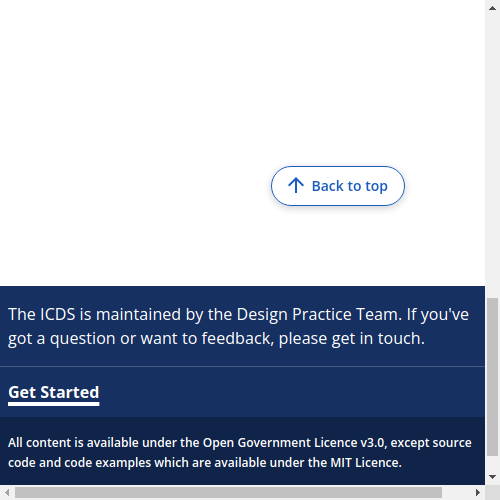 Back to top
The ICDS is maintained by the Design Practice Team. If you've
got a question or want to feedback, please get in touch.
Get Started
All content is available under the Open Government Licence v3.0, except source
code and code examples which are available under the MIT Licence.